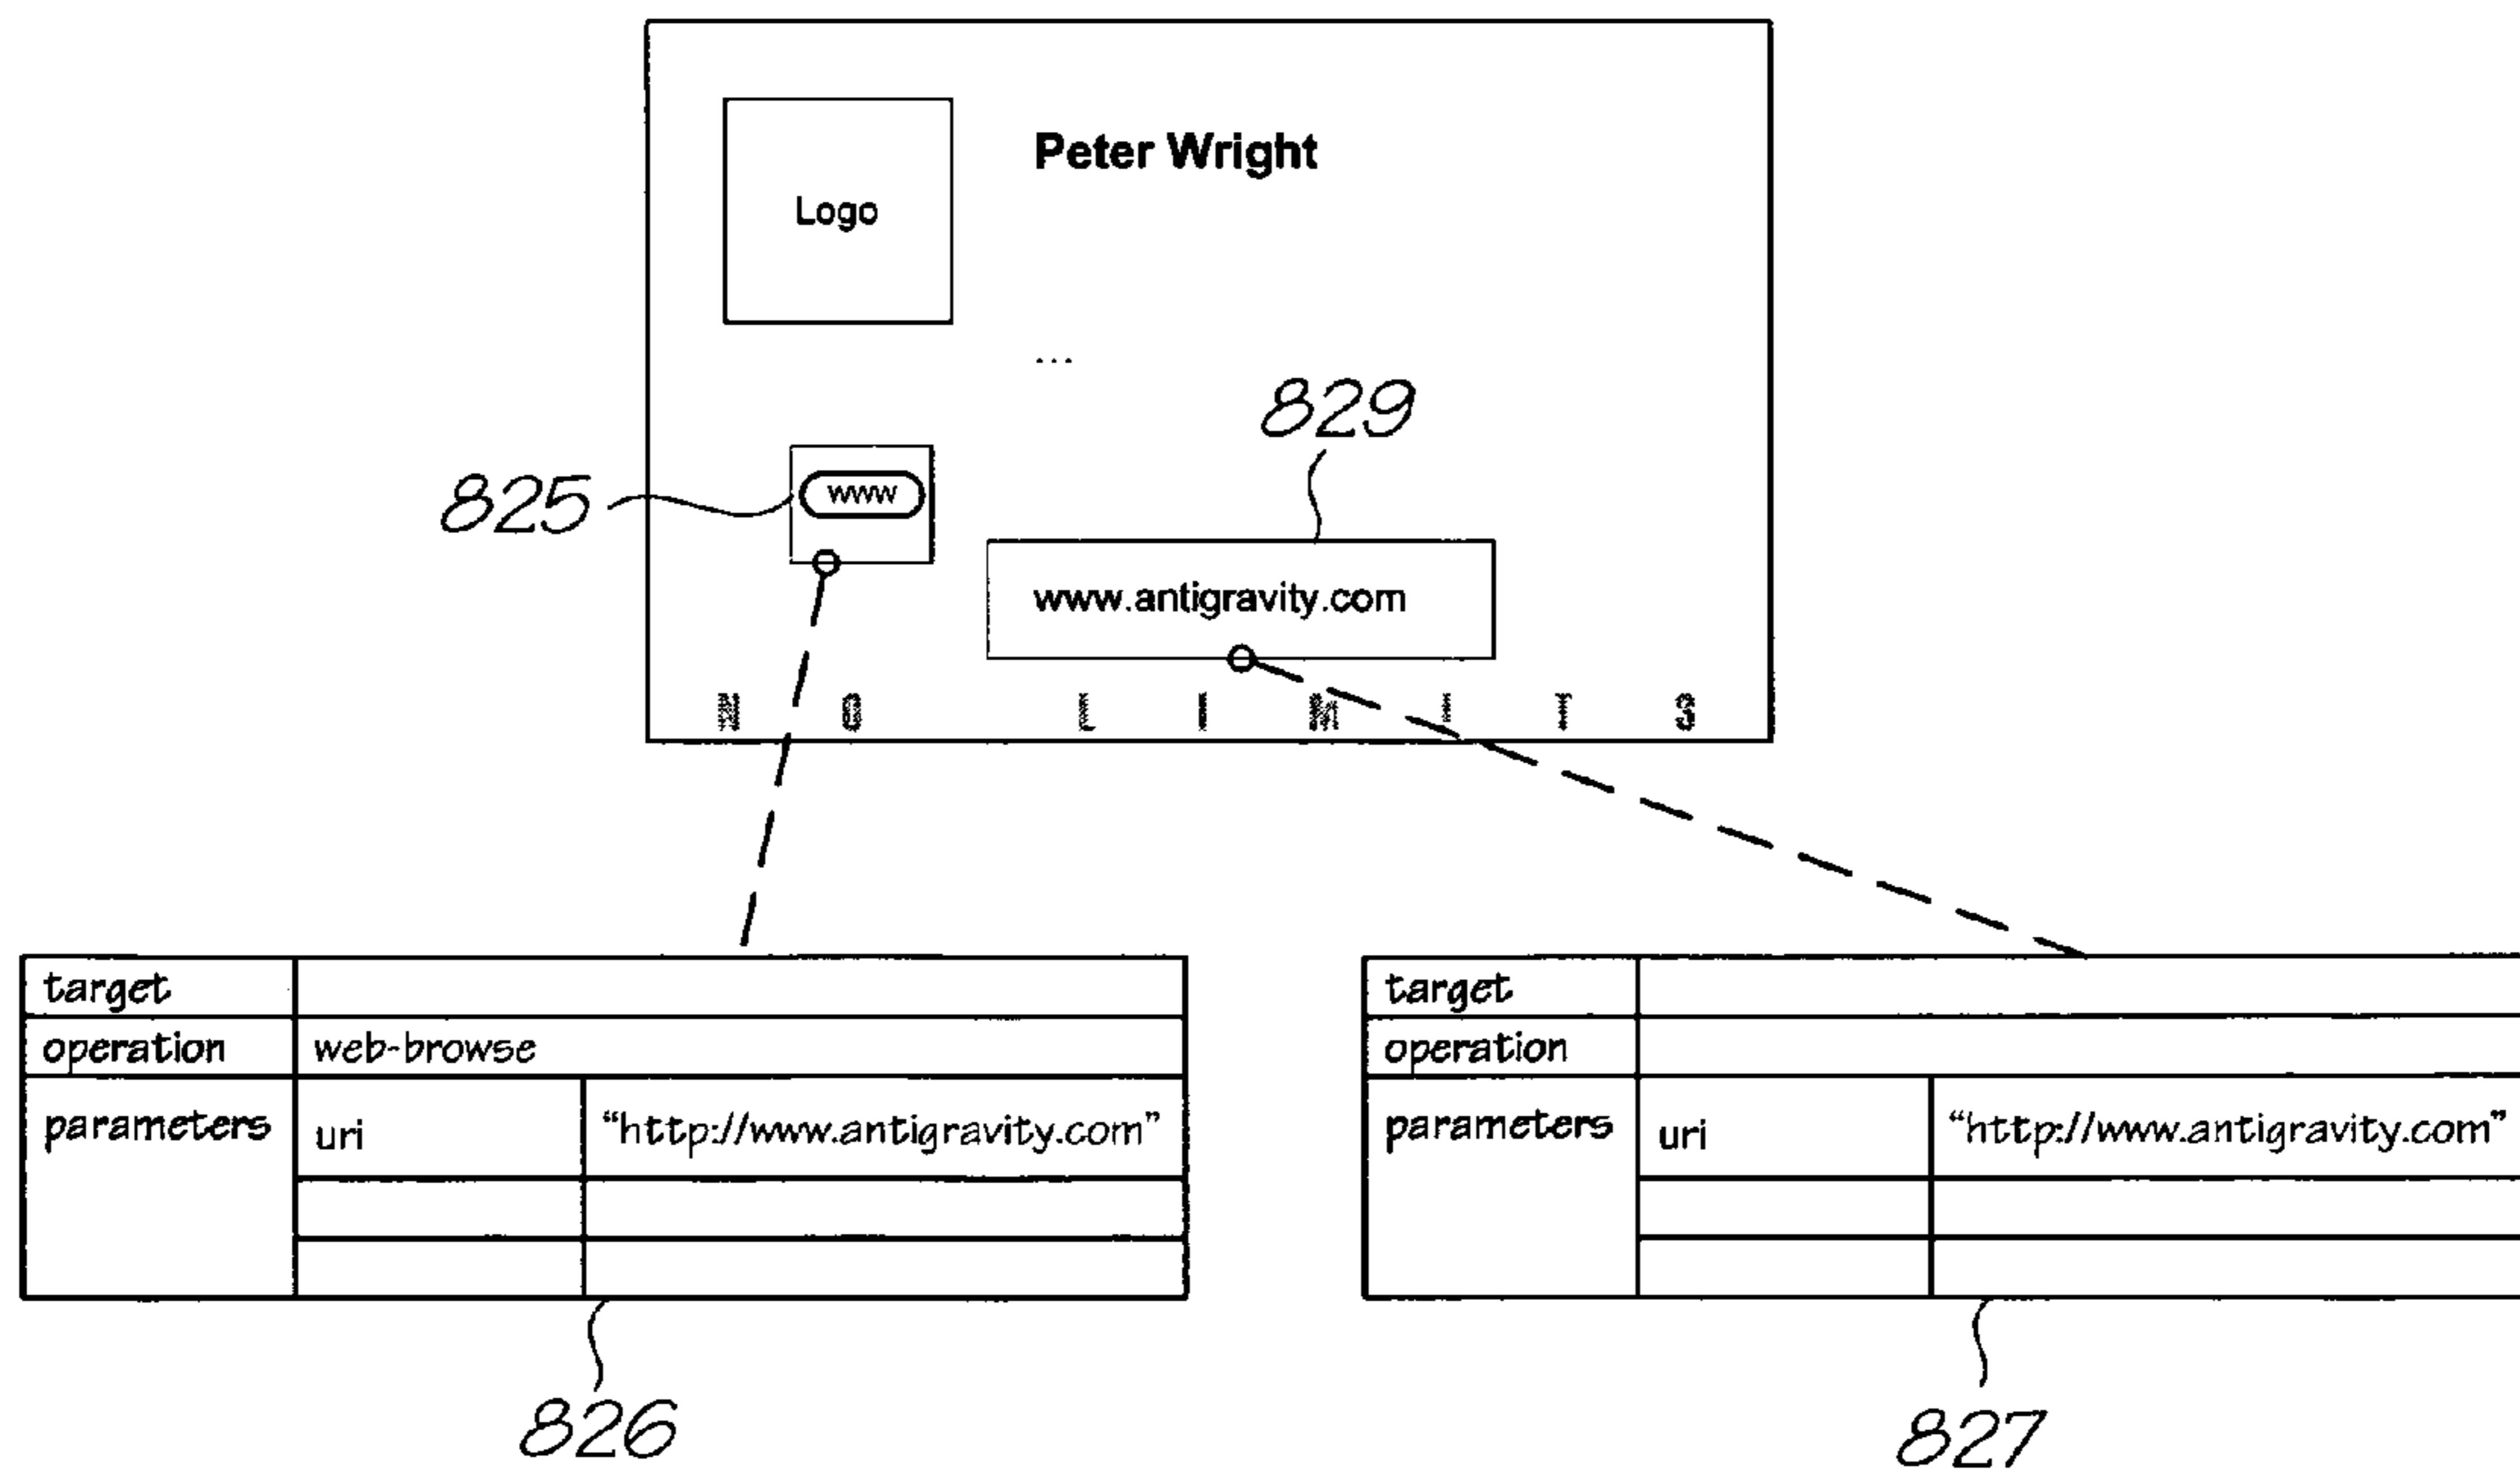 Peter Wright
Logo
...
829
825
www
www.antigravity.com
N O L I M I T S
target
operation web-browse
parameters uri "http://www.antigravity.com"
826
target
operation
parameters uri "http://www.antigravity.com"
827